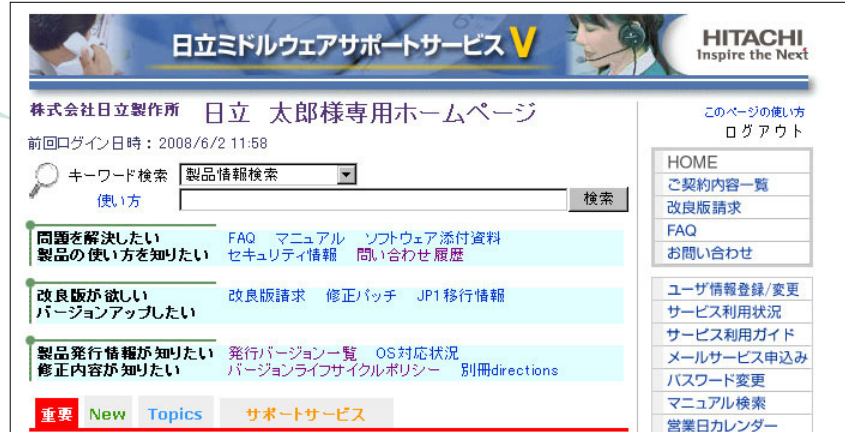 日立ミドルウェアサポートサービス V
HITACHI
Inspire the Next
株式会社日立製作所 日立 太郎様専用ホームページ
前回ログイン日時：2008/6/2 11:58
キーワード検索 製品情報検索
使い方 検索
問題を解決したい FAQ マニュアル ソフトウェア添付資料
製品の使い方を知りたい セキュリティ情報 問い合わせ履歴
改良版が欲しい 改良版請求 修正パッチ JP1移行情報
バージョンアップしたい
製品発行情報が知りたい 発行バージョン一覧 OS対応状況
修正内容が知りたい バージョンライフサイクルポリシー 別冊directions
重要 New Topics サポートサービス
このページの使い方
ログアウト
HOME
ご契約内容一覧
改良版請求
FAQ
お問い合わせ
ユーザ情報登録/変更
サービス利用状況
サービス利用ガイド
メールサービス申込み
パスワード変更
マニュアル検索
営業日カレンダー